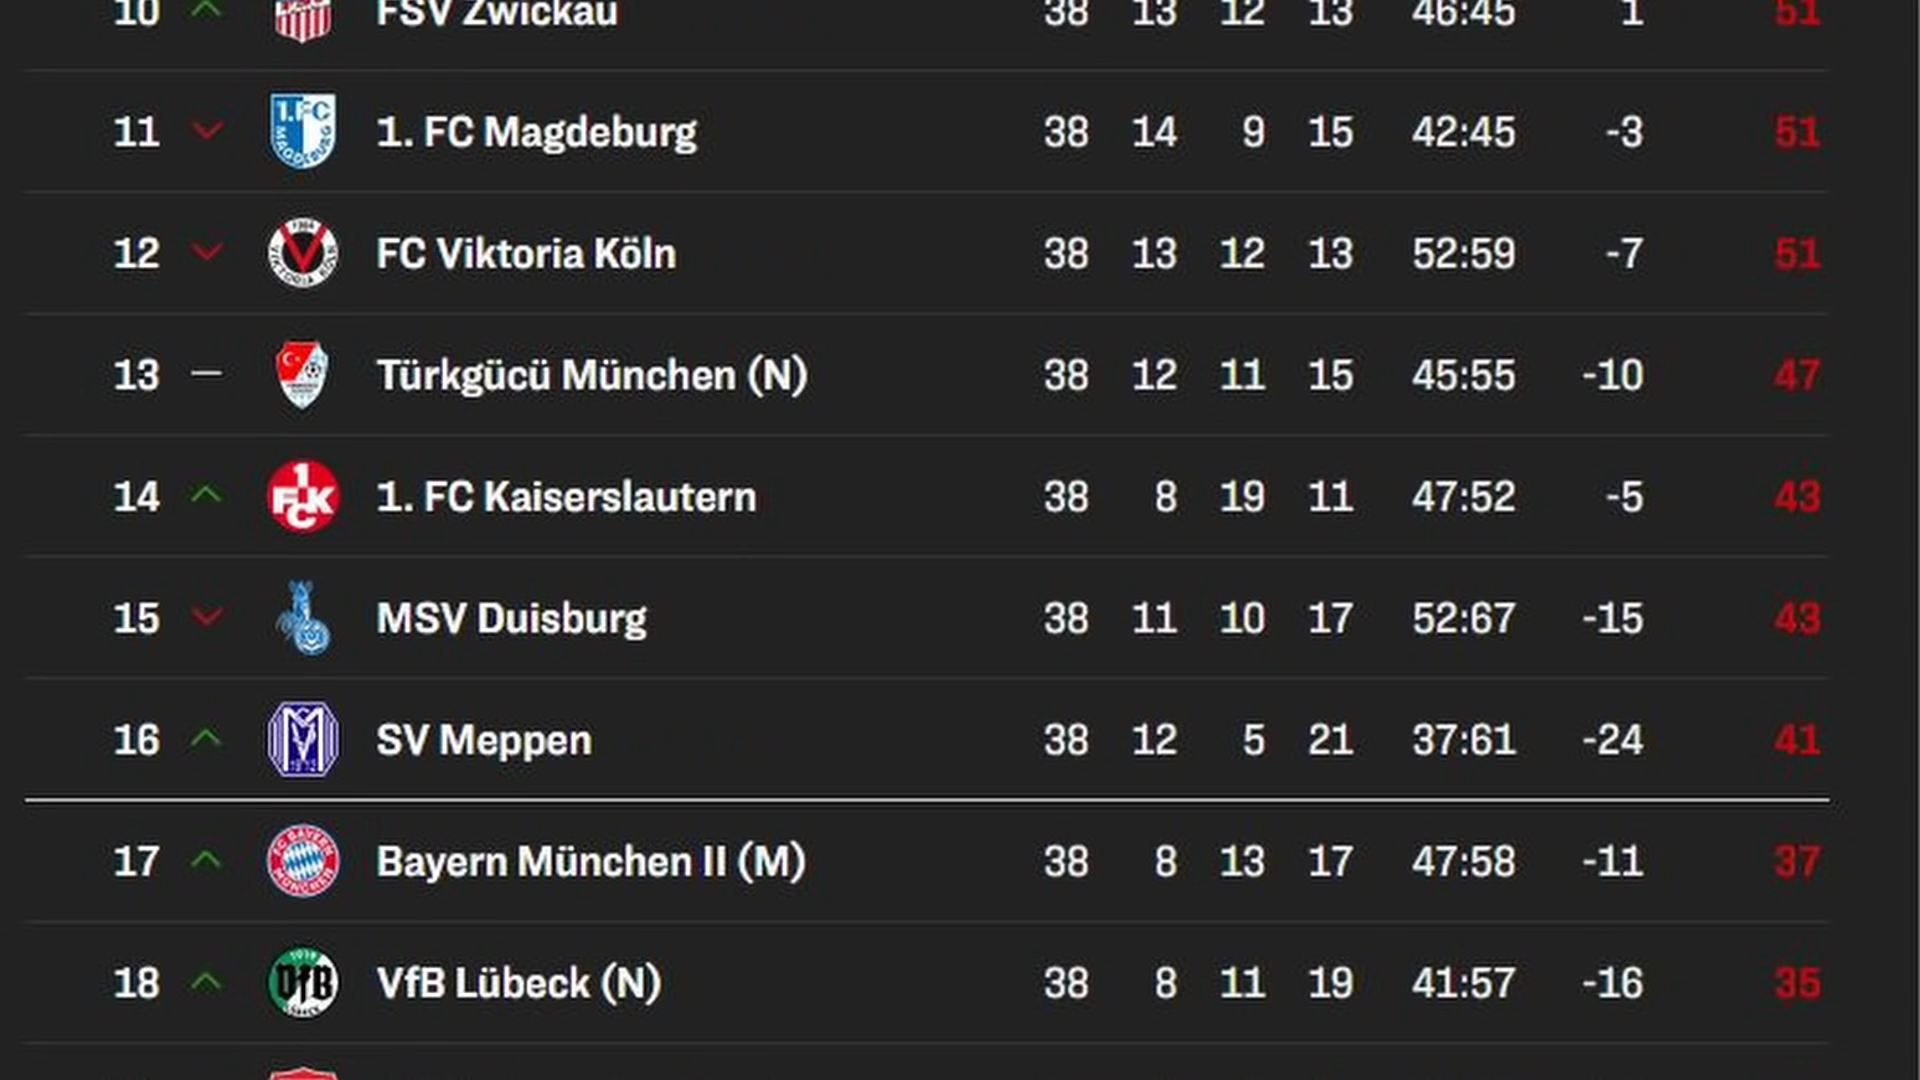 10 FSV Zwickau 38 13 12 13 46:45 1 51
11 1. FC Magdeburg 38 14 9 15 42:45 -3 51
12 FC Viktoria Köln 38 13 12 13 52:59 -7 51
13 Türkgücü München (N) 38 12 11 15 45:55 -10 47
14 1. FC Kaiserslautern 38 8 19 11 47:52 -5 43
15 MSV Duisburg 38 11 10 17 52:67 -15 43
16 SV Meppen 38 12 5 21 37:61 -24 41
17 Bayern München II (M) 38 8 13 17 47:58 -11 37
18 VfB Lübeck (N) 38 8 11 19 41:57 -16 35